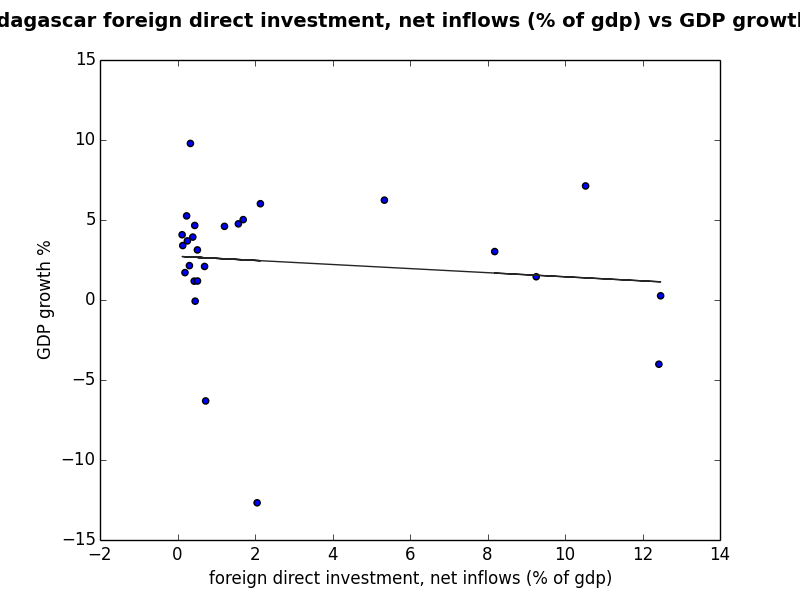 dagascar foreign direct investment, net inflows (% of gdp) vs GDP growth
15
10
5
0
−5
−10
−15
GDP growth %
−2 0 2 4 6 8 10 12 14
foreign direct investment, net inflows (% of gdp)